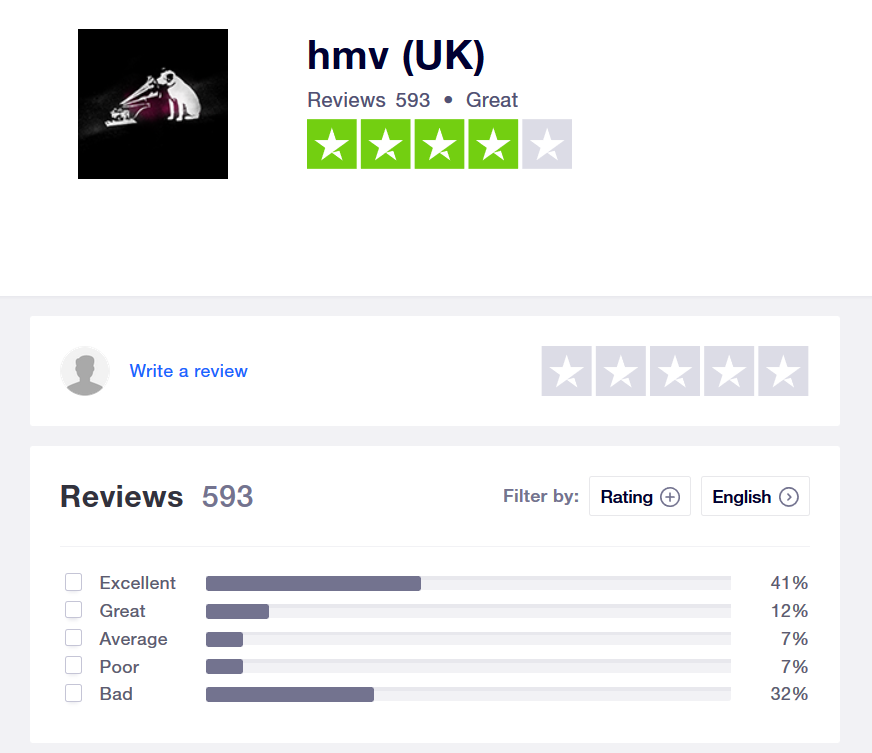 hmv (UK)
Reviews 593 • Great
Write a review
Reviews 593
Filter by: Rating English
Excellent 41%
Great 12%
Average 7%
Poor 7%
Bad 32%